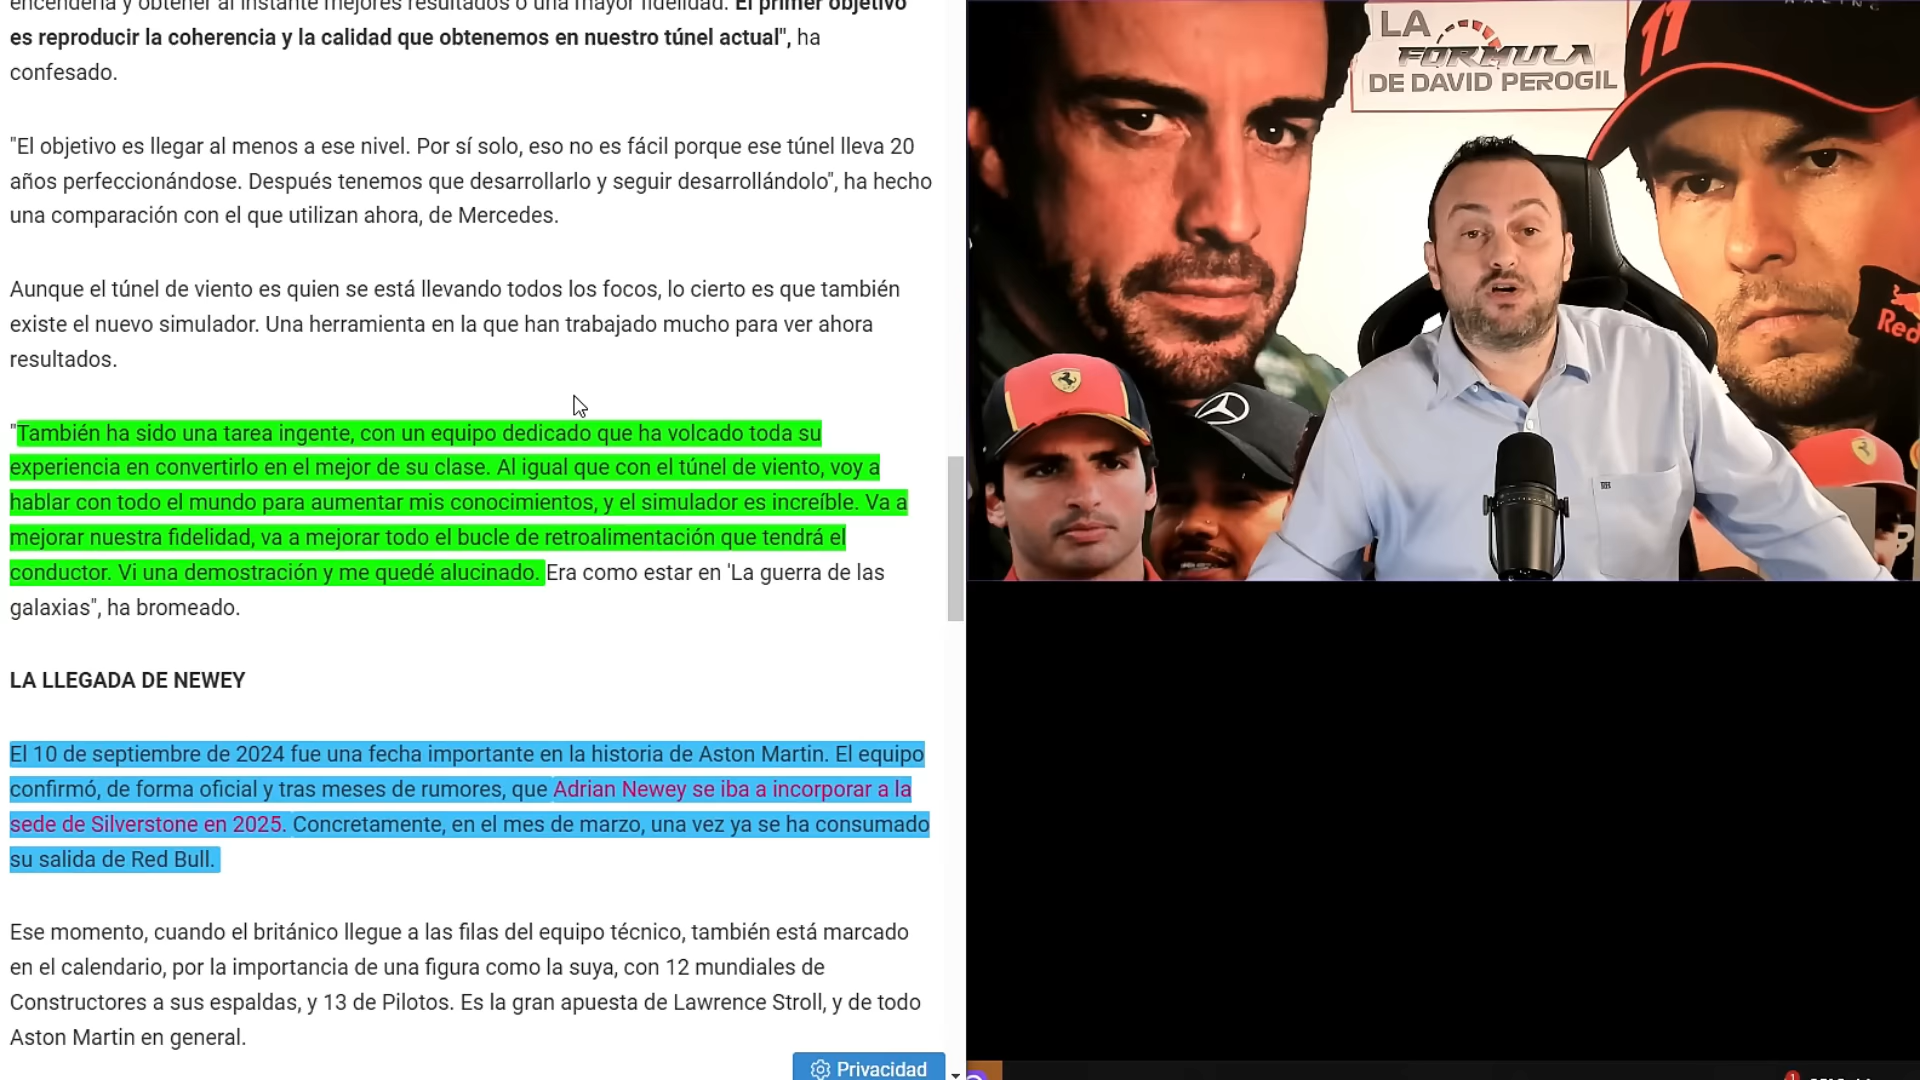 encenderla y obtener al instante mejores resultados o una mayor fidelidad. El primer objetivo
es reproducir la coherencia y la calidad que obtenemos en nuestro túnel actual", ha
confesado.
"El objetivo es llegar al menos a ese nivel. Por sí solo, eso no es fácil porque ese túnel lleva 20
años perfeccionándose. Después tenemos que desarrollarlo y seguir desarrollándolo", ha hecho
una comparación con el que utilizan ahora, de Mercedes.
Aunque el túnel de viento es quien se está llevando todos los focos, lo cierto es que también
existe el nuevo simulador. Una herramienta en la que han trabajado mucho para ver ahora
resultados.
"También ha sido una tarea ingente, con un equipo dedicado que ha volcado toda su
experiencia en convertirlo en el mejor de su clase. Al igual que con el túnel de viento, voy a
hablar con todo el mundo para aumentar mis conocimientos, y el simulador es increíble. Va a
mejorar nuestra fidelidad, va a mejorar todo el bucle de retroalimentación que tendrá el
conductor. Vi una demostración y me quedé alucinado. Era como estar en 'La guerra de las
galaxias", ha bromeado.
LA LLEGADA DE NEWEY
El 10 de septiembre de 2024 fue una fecha importante en la historia de Aston Martin. El equipo
confirmó, de forma oficial y tras meses de rumores, que Adrian Newey se iba a incorporar a la
sede de Silverstone en 2025. Concretamente, en el mes de marzo, una vez ya se ha consumado
su salida de Red Bull.
Ese momento, cuando el británico llegue a las filas del equipo técnico, también está marcado
en el calendario, por la importancia de una figura como la suya, con 12 mundiales de
Constructores a sus espaldas, y 13 de Pilotos. Es la gran apuesta de Lawrence Stroll, y de todo
Aston Martin en general.
Privacidad
LA
FORMULA
DE DAVID PEROGIL
11
Red